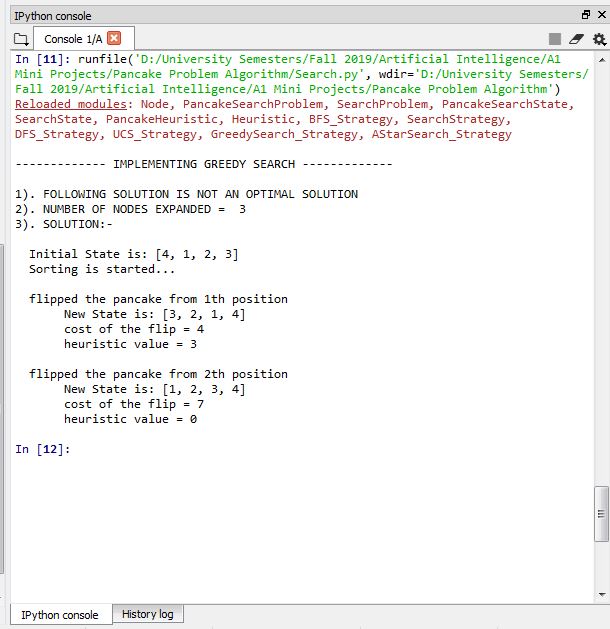 IPython console
Console 1/A
In [11]: runfile('D:/University Semesters/Fall 2019/Artificial Intelligence/A1
Mini Projects/Pancake Problem Algorithm/Search.py', wdir='D:/University Semesters/
Fall 2019/Artificial Intelligence/A1 Mini Projects/Pancake Problem Algorithm')
Reloaded modules: Node, PancakeSearchProblem, SearchProblem, PancakeSearchState,
SearchState, PancakeHeuristic, Heuristic, BFS_Strategy, SearchStrategy,
DFS_Strategy, UCS_Strategy, GreedySearch_Strategy, AStarSearch_Strategy
------------- IMPLEMENTING GREEDY SEARCH -------------
1). FOLLOWING SOLUTION IS NOT AN OPTIMAL SOLUTION
2). NUMBER OF NODES EXPANDED =  3
3). SOLUTION:-
Initial State is: [4, 1, 2, 3]
Sorting is started...
flipped the pancake from 1th position
New State is: [3, 2, 1, 4]
cost of the flip = 4
heuristic value = 3
flipped the pancake from 2th position
New State is: [1, 2, 3, 4]
cost of the flip = 7
heuristic value = 0
In [12]:
IPython console
History log